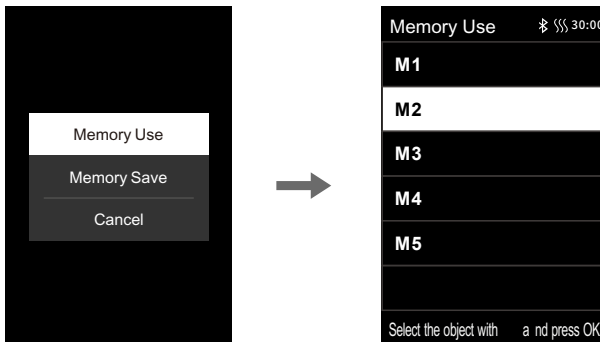 Memory Use
Memory Save
Cancel
Memory Use 30:00
M1
M2
M3
M4
M5
Select the object with a nd press OK